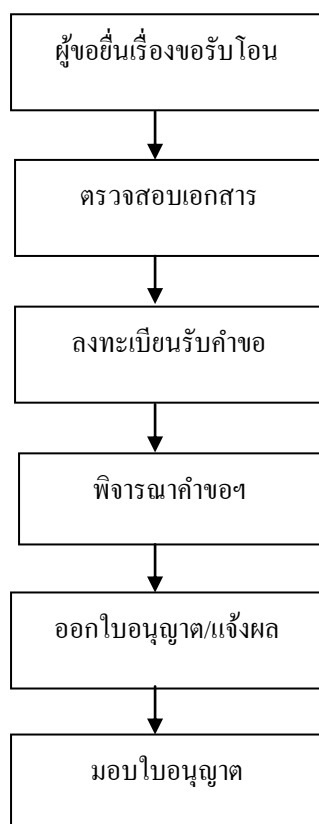 ผู้ขอยื่นเรื่องขอรับโอน
ตรวจสอบเอกสาร
ลงทะเบียนรับคำขอ
พิจารณาคำขอฯ
ออกใบอนุญาต/แจ้งผล
มอบใบอนุญาต